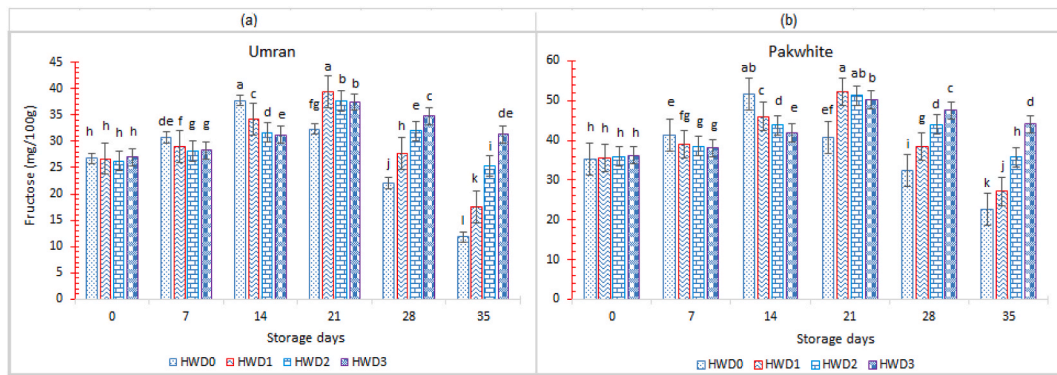 (a)
(b)
Umran
Pakwhite
Fructose (mg/100g)
45
40
35
30
25
20
15
10
5
0
h h h h
de f g g
a c d e
fg a b b
j h e c
l k i de
0 7 14 21 28 35
Storage days
HWD0 HWD1 HWD2 HWD3
60
50
40
30
20
10
0
h h h h
e fg g g
ab c d e
ef a ab b
i g d c
k j h d
0 7 14 21 28 35
Storage days
HWD0 HWD1 HWD2 HWD3